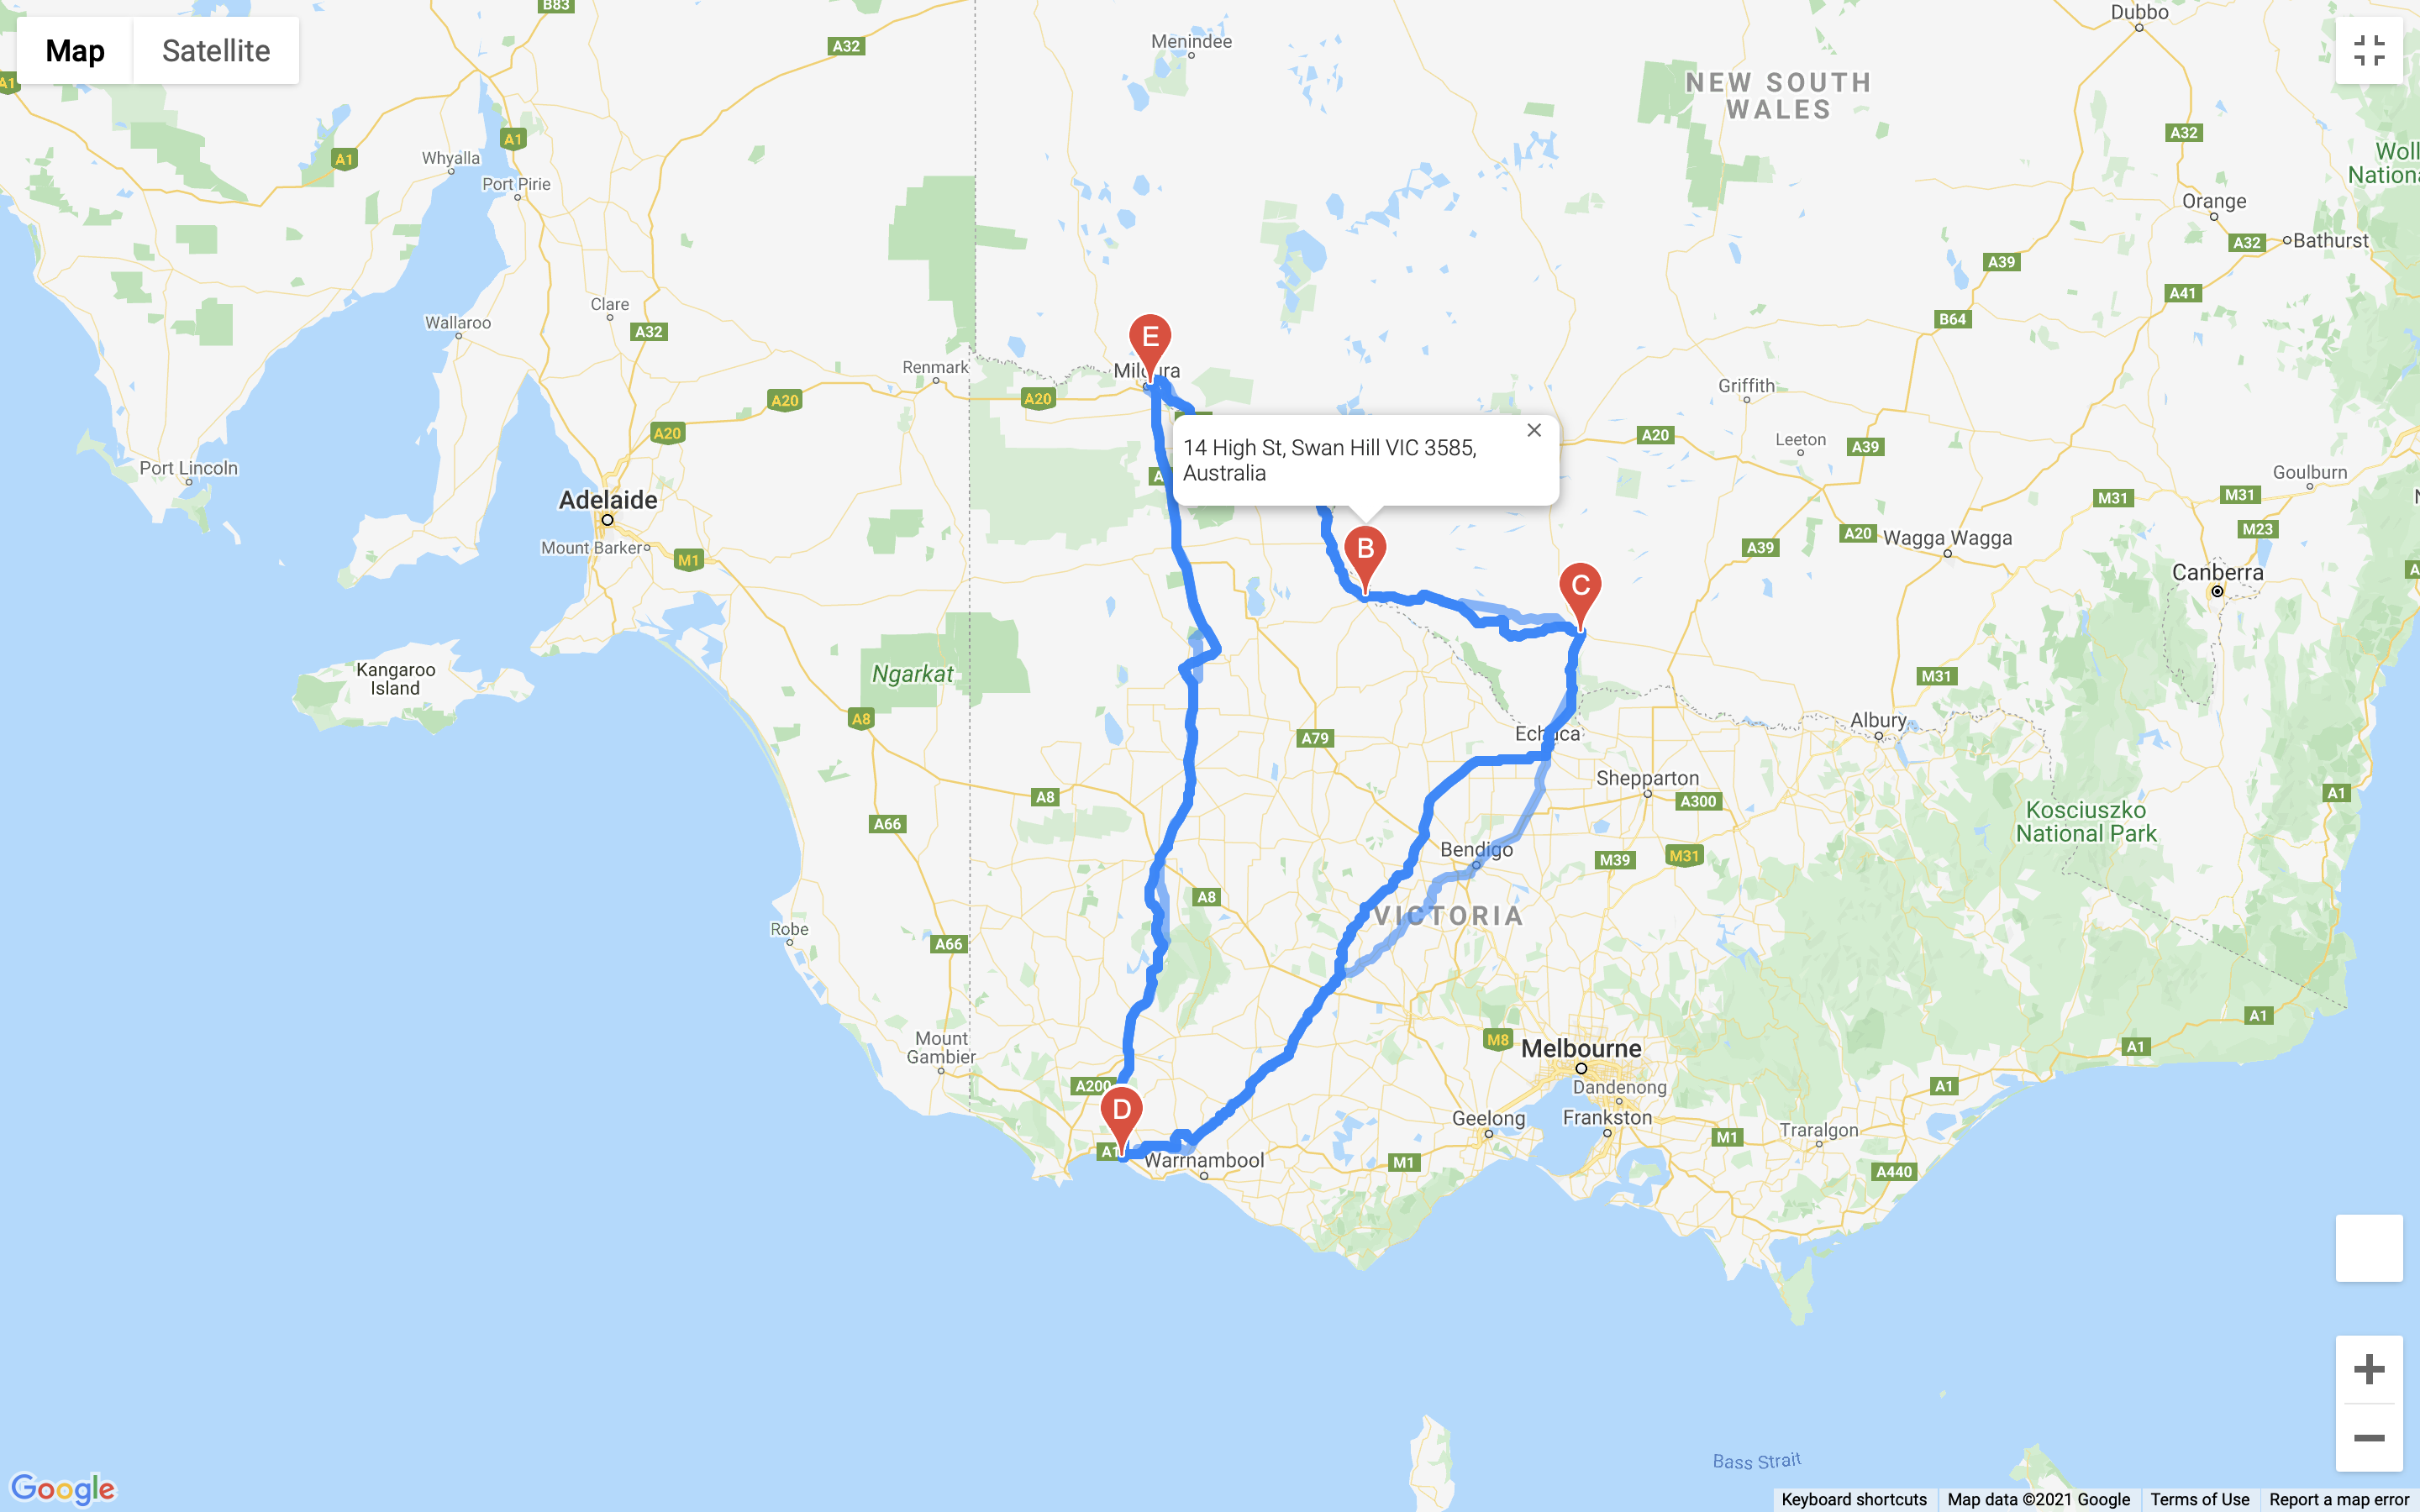 B83
Dubbo
Map
Satellite
A32
Menindee
A1
NEW SOUTH
WALES
A1
A1
A32
Whyalla
Port Pirie
Woll
Nationa
Orange
A32
Bathurst
A39
A41
Clare
Wallaroo
A32
B64
E
Renmark
Mildura
A20
A20
Griffith
A20
A20
Leeton
A39
14 High St, Swan Hill VIC 3585,
Australia
Port Lincoln
Goulburn
Adelaide
M31
M31
M23
Mount Barker
M1
B
A39
A20
Wagga Wagga
Canberra
C
Kangaroo
Island
Ngarkat
M31
A8
A79
Echuca
Albury
A8
Shepparton
A300
A1
A66
Kosciuszko
National Park
Bendigo
M39
M31
A8
VICTORIA
Robe
A66
A1
Mount
Gambier
M8
Melbourne
A1
A200
Dandenong
A1
D
Geelong
Frankston
M1
Traralgon
A1
Warrnambool
M1
A440
Bass Strait
Google
Keyboard shortcuts
Map data ©2021 Google
Terms of Use
Report a map error